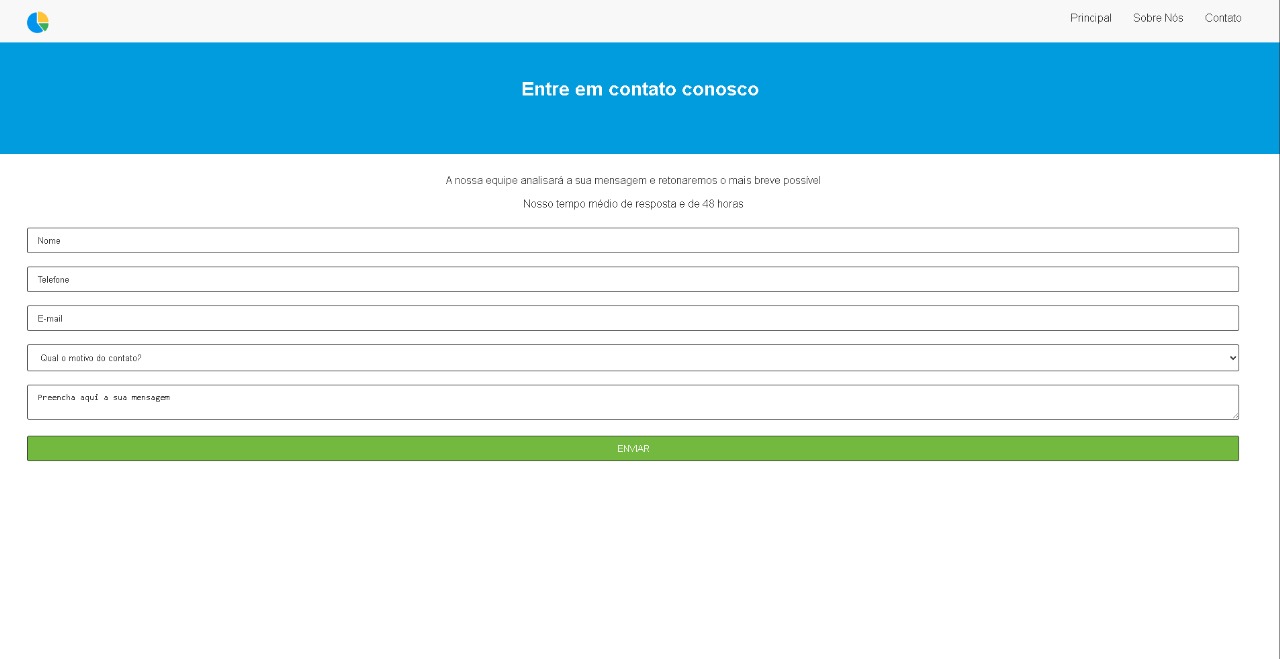 Principal Sobre Nós Contato
Entre em contato conosco
A nossa equipe analisará a sua mensagem e retonaremos o mais breve possível
Nosso tempo médio de resposta e de 48 horas
Nome
Telefone
E-mail
Qual o motivo do contato?
Preencha aqui a sua mensagem
ENVIAR